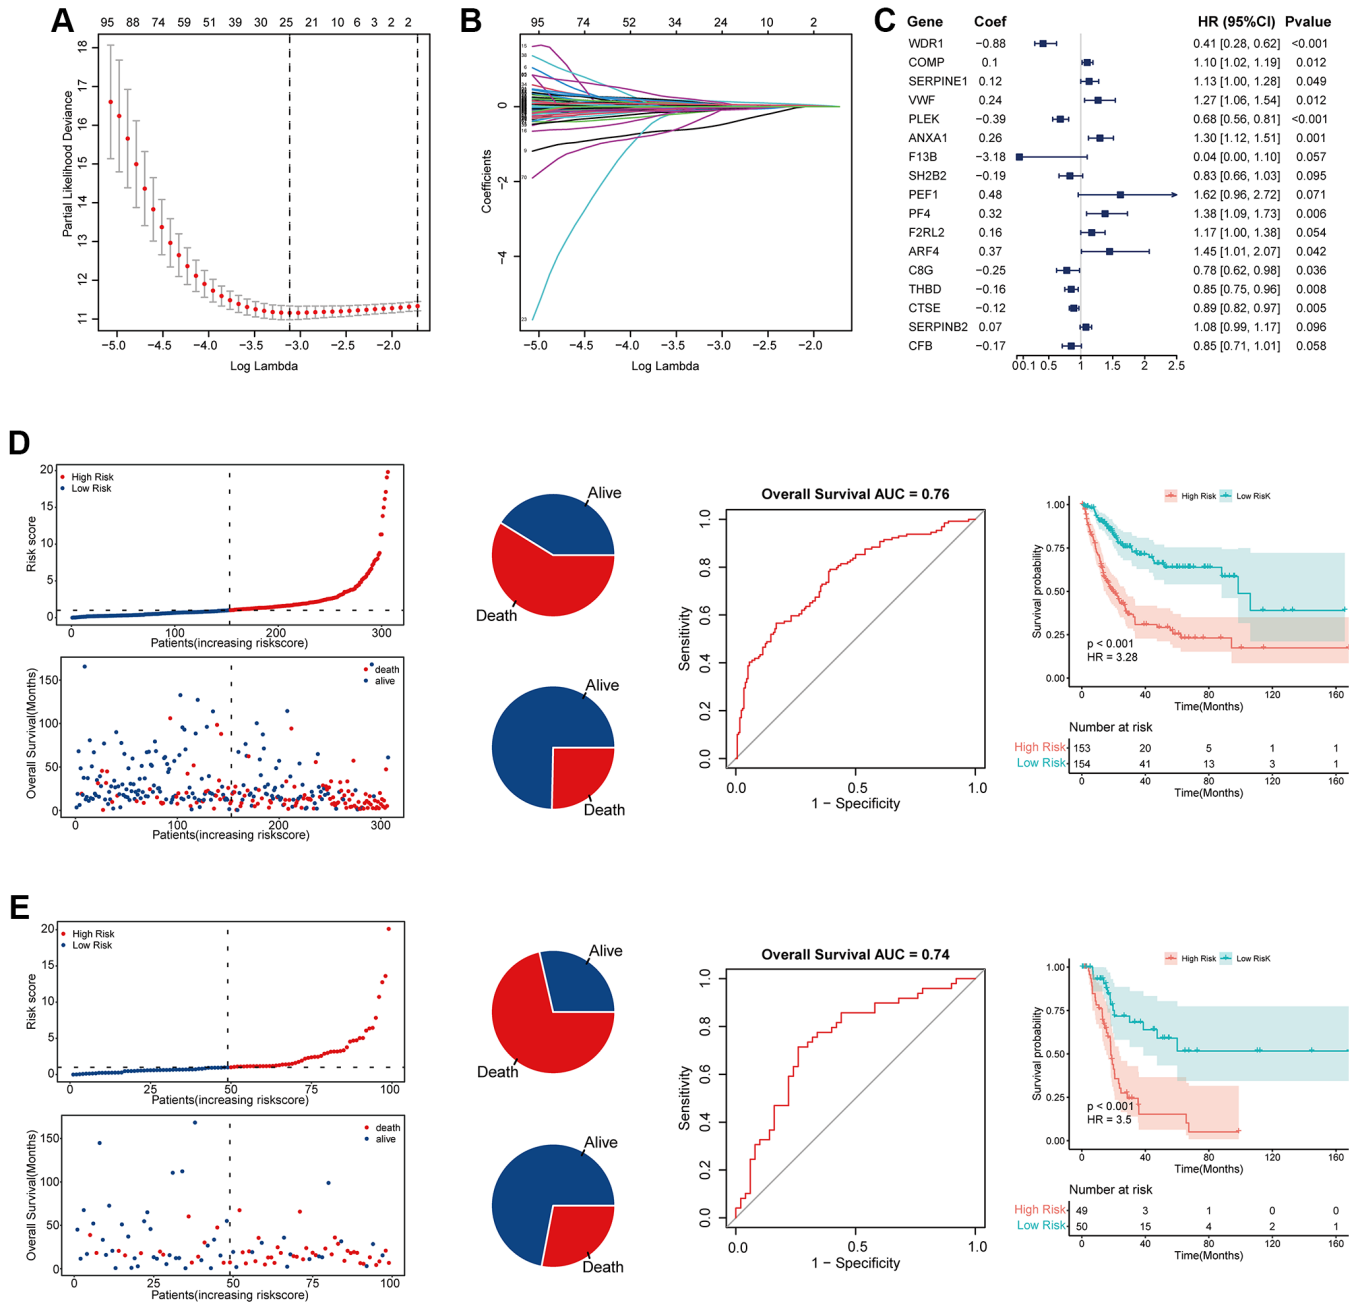 A
95 88 74 59 51 39 30 25 21 6 3 2 2
Partial Likelihood Deviance
18
17
16
15
14
13
12
11
−5.0 −4.5 −4.0 −3.5 −3.0 −2.5 −2.0
Log Lambda
B
95 74 52 34 24 10 2
Coefficients
0
−2
−4
−5.0 −4.5 −4.0 −3.5 −3.0 −2.5 −2.0
Log Lambda
C
Gene Coef HR (95%CI) Pvalue
WDR1 −0.88 0.41 [0.28, 0.62] <0.001
COMP 0.1 1.10 [1.02, 1.19] 0.012
SERPINE1 0.12 1.13 [1.00, 1.28] 0.049
VWF 0.24 1.27 [1.06, 1.54] 0.012
PLEK −0.39 0.68 [0.56, 0.81] <0.001
ANXA1 0.26 1.30 [1.12, 1.51] 0.001
F13B −3.18 0.04 [0.00, 1.10] 0.057
SH2B2 −0.19 0.83 [0.66, 1.03] 0.095
PEF1 0.48 1.62 [0.96, 2.72] 0.071
PF4 0.32 1.38 [1.09, 1.73] 0.006
F2RL2 0.16 1.17 [1.00, 1.38] 0.054
ARF4 0.37 1.45 [1.01, 2.07] 0.042
C8G −0.25 0.78 [0.62, 0.98] 0.036
THBD −0.16 0.85 [0.75, 0.96] 0.008
CTSE −0.12 0.89 [0.82, 0.97] 0.005
SERPINB2 0.07 1.08 [0.99, 1.17] 0.096
CFB −0.17 0.85 [0.71, 1.01] 0.058
0 0.1 0.5 1 1.5 2 2.5
D
Risk score
20
15
10
5
0
High Risk
Low Risk
0 100 200 300
Patients(increasing riskscore)
Overall Survival(Months)
150
100
50
0
death
alive
0 100 200 300
Patients(increasing riskscore)
Alive
Death
Alive
Death
Overall Survival AUC = 0.76
Sensitivity
1.0
0.8
0.6
0.4
0.2
0.0
0.0 0.5 1.0
1 − Specificity
High Risk Low RisK
Survival probability
1.00
0.75
0.50
0.25
0.00
p < 0.001
HR = 3.28
0 40 80 120 160
Time(Months)
Number at risk
High Risk 153 20 5 1 1
Low Risk 154 41 13 3 1
0 40 80 120 160
Time(Months)
E
Risk score
20
15
10
5
0
High Risk
Low Risk
0 25 50 75 100
Patients(increasing riskscore)
Overall Survival(Months)
150
100
50
0
death
alive
0 25 50 75 100
Patients(increasing riskscore)
Alive
Death
Alive
Death
Overall Survival AUC = 0.74
Sensitivity
1.0
0.8
0.6
0.4
0.2
0.0
0.0 0.5 1.0
1 − Specificity
High Risk Low RisK
Survival probability
1.00
0.75
0.50
0.25
0.00
p < 0.001
HR = 3.5
0 40 80 120 160
Time(Months)
Number at risk
High Risk 49 3 1 0 0
Low Risk 50 15 4 2 1
0 40 80 120 160
Time(Months)